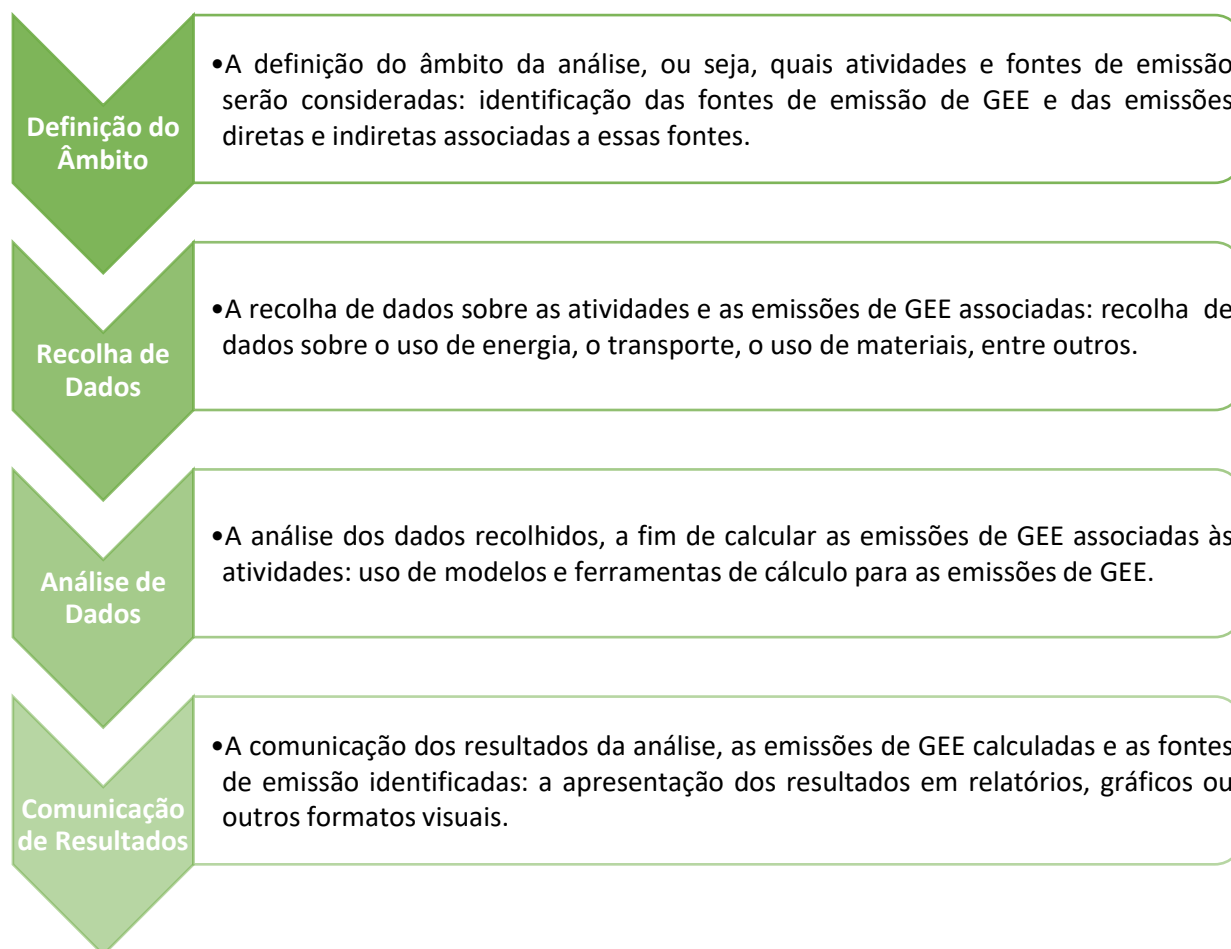 Definição do
Âmbito
•A definição do âmbito da análise, ou seja, quais atividades e fontes de emissão
serão consideradas: identificação das fontes de emissão de GEE e das emissões
diretas e indiretas associadas a essas fontes.
Recolha de
Dados
•A recolha de dados sobre as atividades e as emissões de GEE associadas: recolha de
dados sobre o uso de energia, o transporte, o uso de materiais, entre outros.
Análise de
Dados
•A análise dos dados recolhidos, a fim de calcular as emissões de GEE associadas às
atividades: uso de modelos e ferramentas de cálculo para as emissões de GEE.
Comunicação
de Resultados
•A comunicação dos resultados da análise, as emissões de GEE calculadas e as fontes
de emissão identificadas: a apresentação dos resultados em relatórios, gráficos ou
outros formatos visuais.